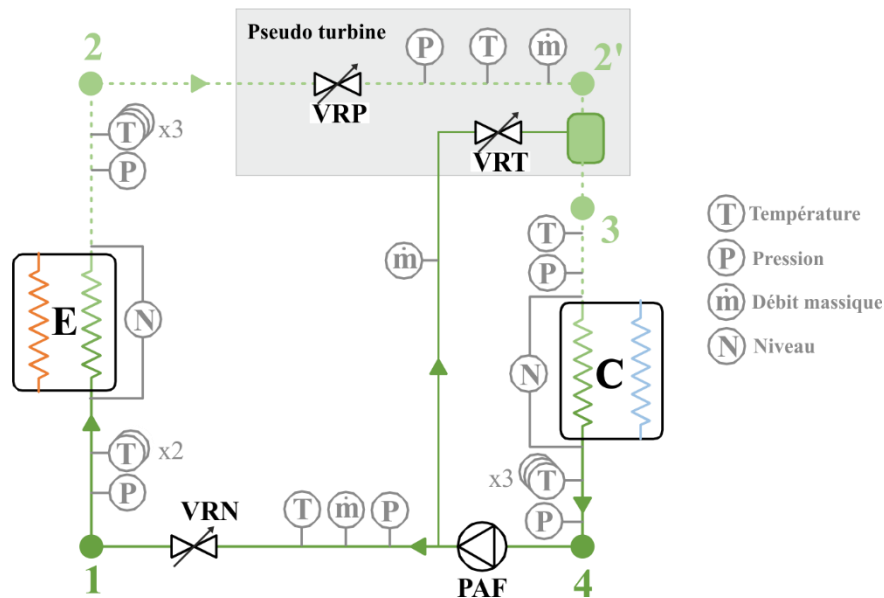 Pseudo turbine
2
P
T
ṁ
2'
VRP
VRT
T
x3
P
3
T
P
ṁ
E
N
N
C
T
x2
P
x3
T
P
VRN
T
ṁ
P
1
PAF
4
T Température
P Pression
ṁ Débit massique
N Niveau